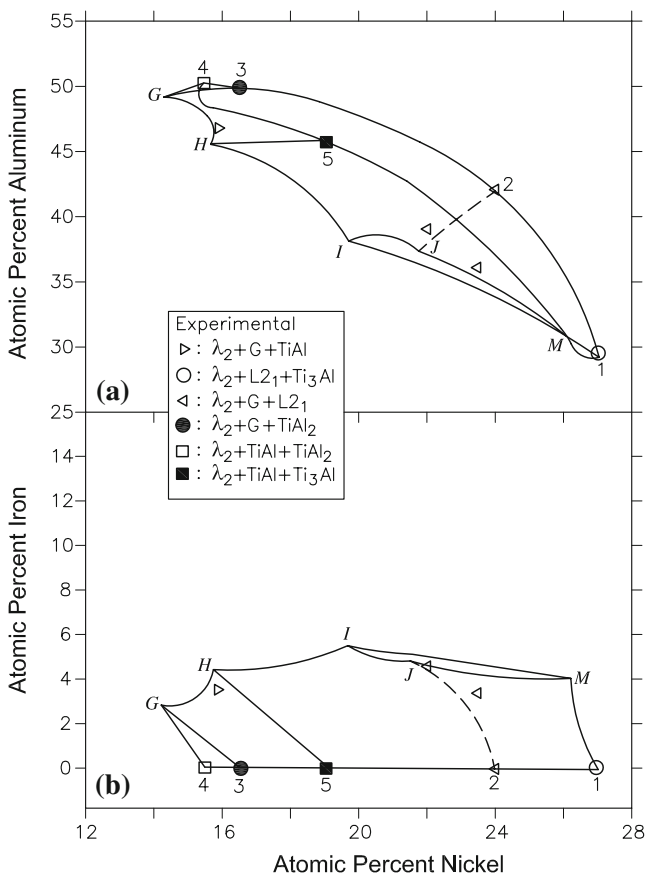 55
50
45
40
35
30
25
Atomic Percent Aluminum
G
4
3
H
5
2
I
J
M
1
(a)
Experimental
▷ : λ₂+G+TiAl
○ : λ₂+L2₁+Ti₃Al
◁ : λ₂+G+L2₁
● : λ₂+G+TiAl₂
□ : λ₂+TiAl+TiAl₂
■ : λ₂+TiAl+Ti₃Al
14
12
10
8
6
4
2
0
Atomic Percent Iron
I
H
J
M
G
4
3
5
2
1
(b)
12 16 20 24 28
Atomic Percent Nickel